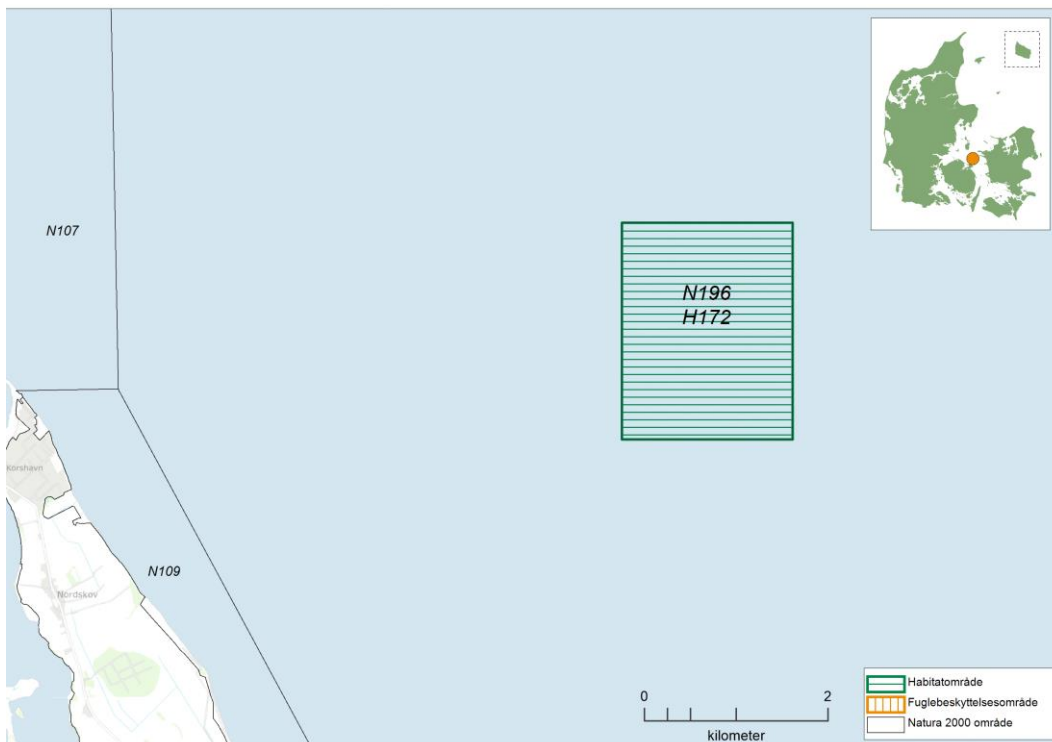 N107
N196
H172
Korshavn
N109
Nordskov
0 2
kilometer
Habitatområde
Fuglebeskyttelsesområde
Natura 2000 område